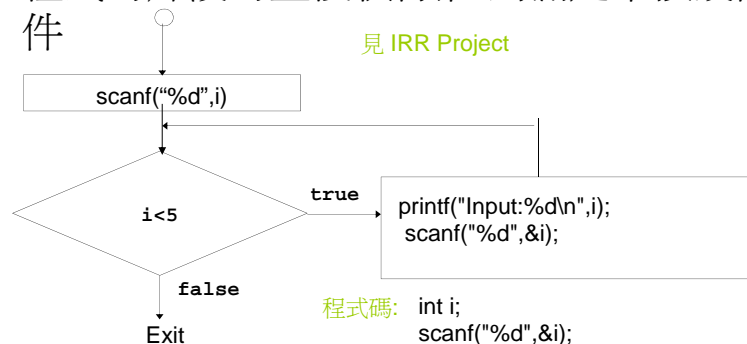 件
見 IRR Project
scanf(“%d”,i)
i<5
true
printf("Input:%d\n",i);
scanf("%d",&i);
false
Exit
程式碼: int i;
scanf("%d",&i);